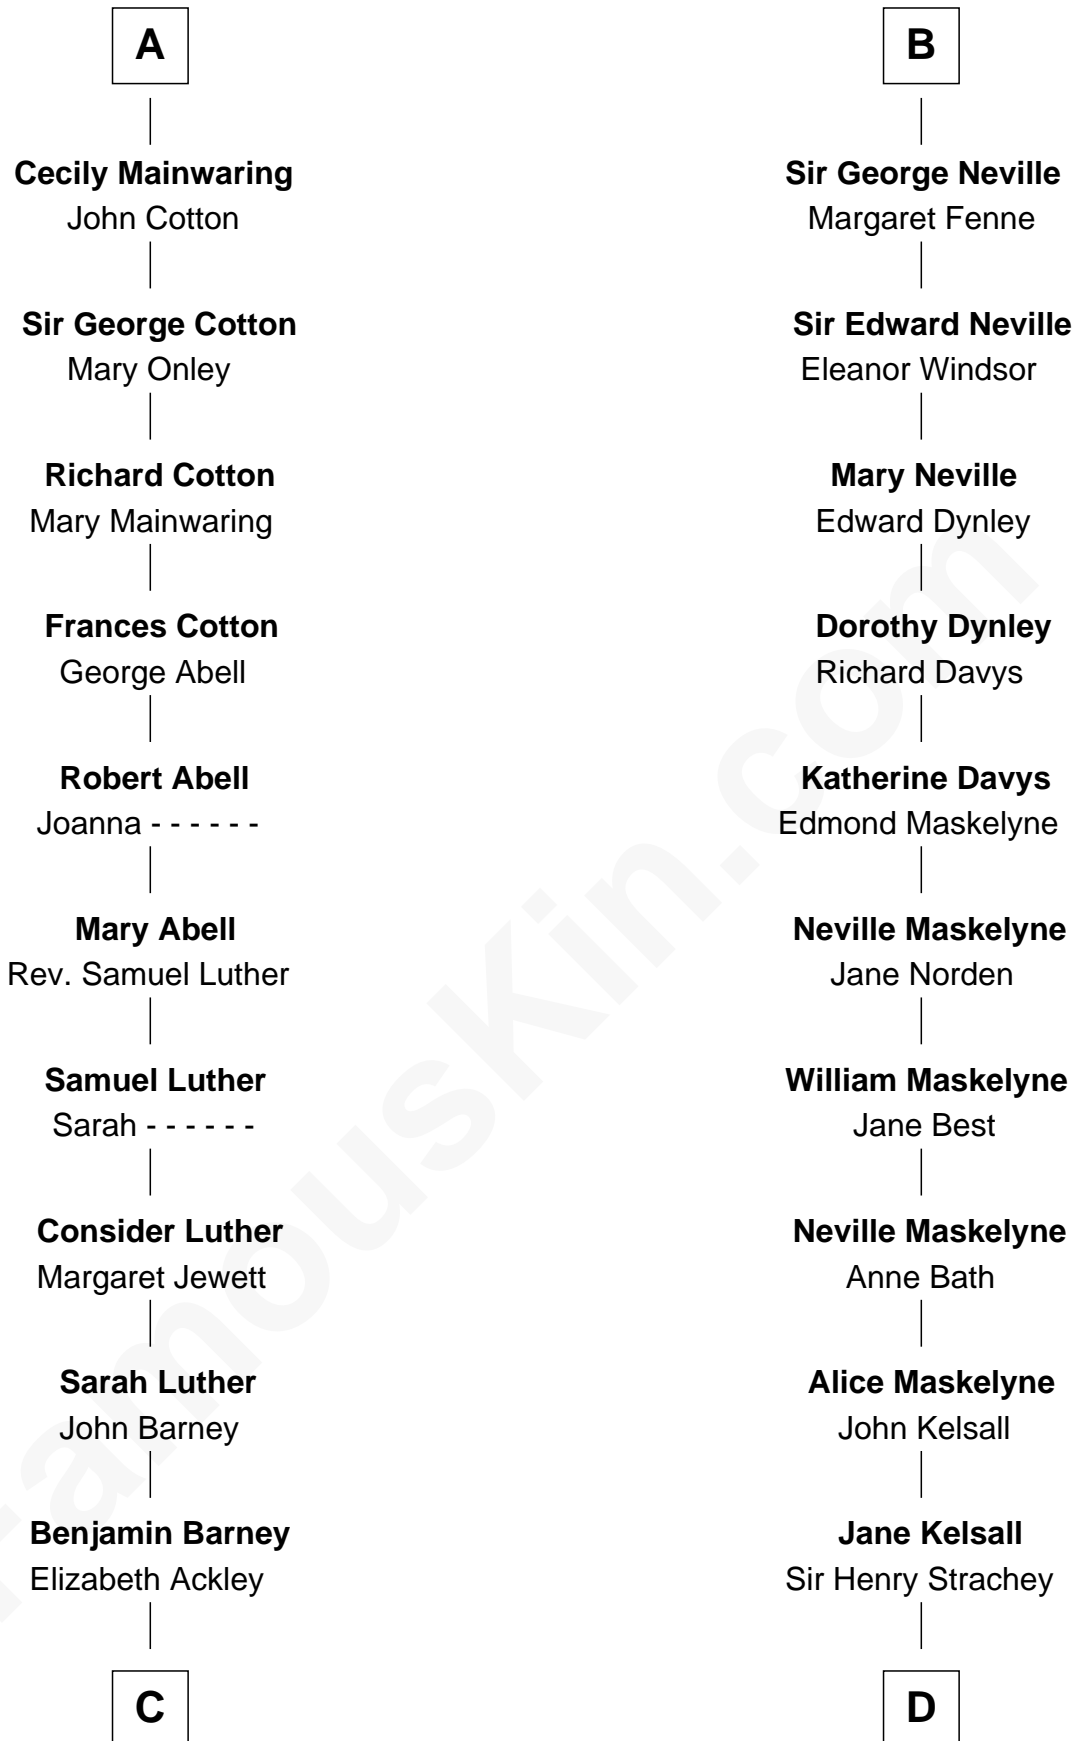 A
Cecily Mainwaring
John Cotton
Sir George Cotton
Mary Onley
Richard Cotton
Mary Mainwaring
Frances Cotton
George Abell
Robert Abell
Joanna - - - - - -
Mary Abell
Rev. Samuel Luther
Samuel Luther
Sarah - - - - - -
Consider Luther
Margaret Jewett
Sarah Luther
John Barney
Benjamin Barney
Elizabeth Ackley
C
B
Sir George Neville
Margaret Fenne
Sir Edward Neville
Eleanor Windsor
Mary Neville
Edward Dynley
Dorothy Dynley
Richard Davys
Katherine Davys
Edmond Maskelyne
Neville Maskelyne
Jane Norden
William Maskelyne
Jane Best
Neville Maskelyne
Anne Bath
Alice Maskelyne
John Kelsall
Jane Kelsall
Sir Henry Strachey
D
FamousKin.com